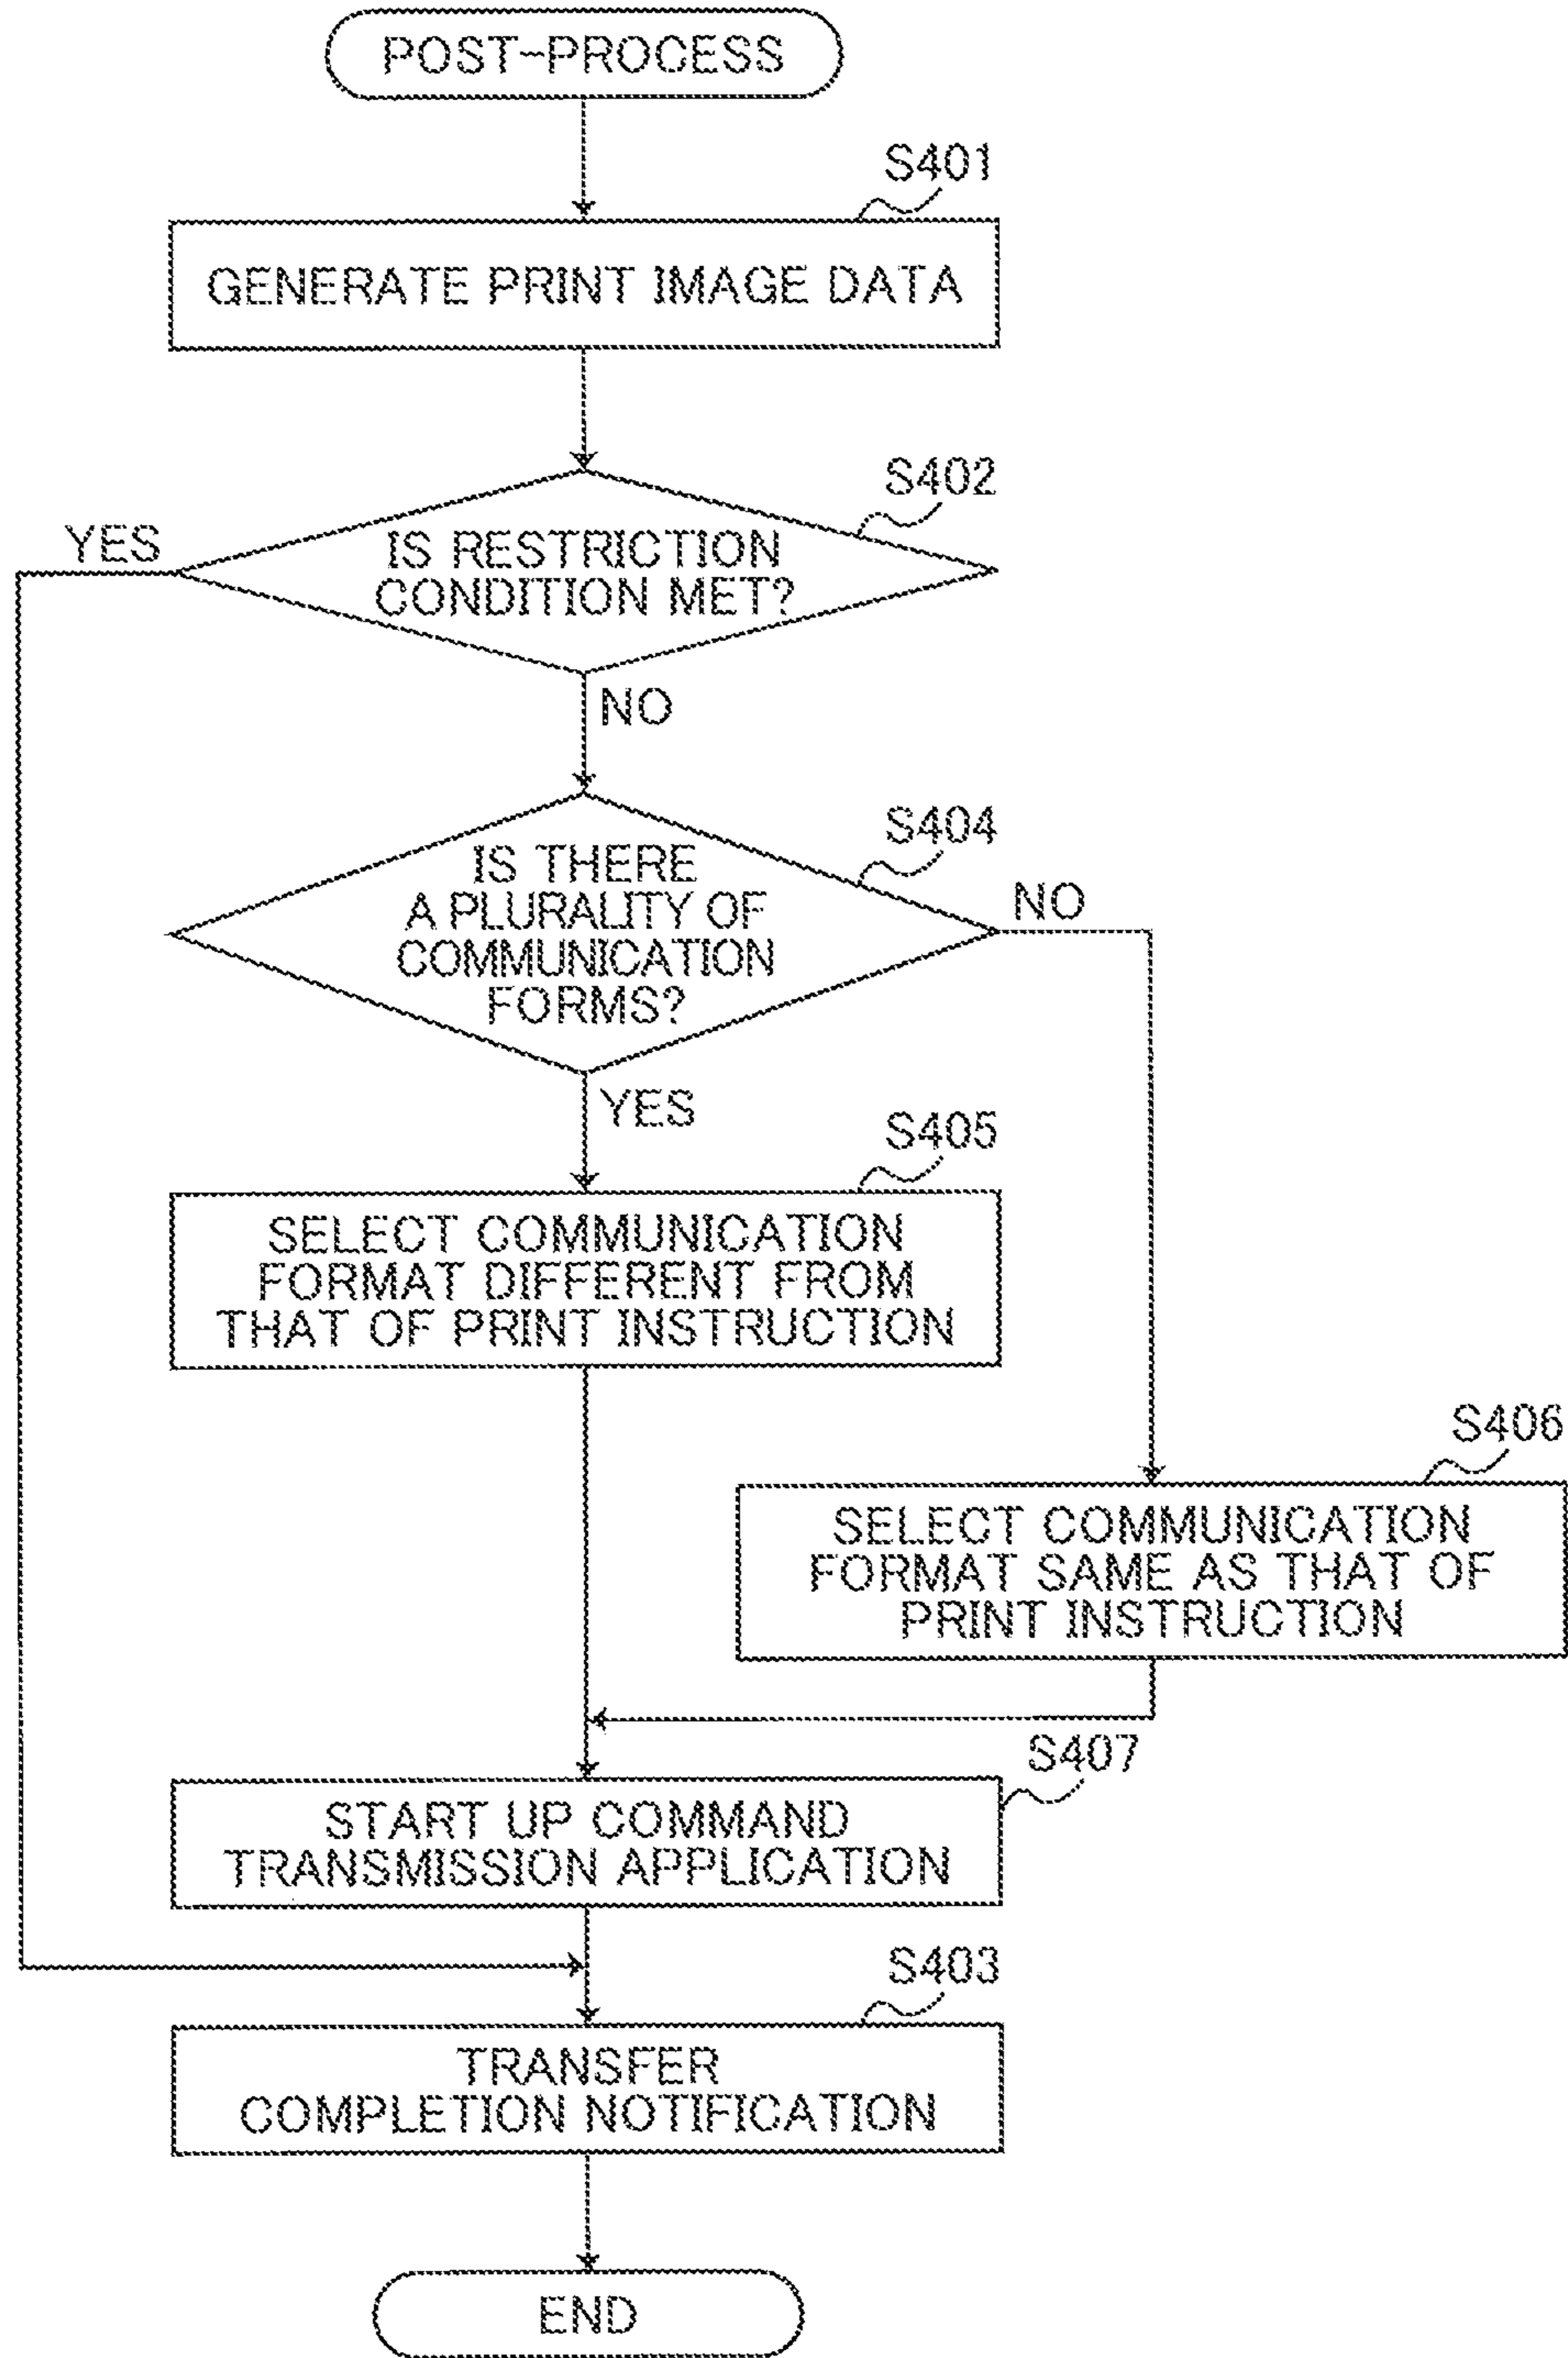 POST-PROCESS
S401
GENERATE PRINT IMAGE DATA
S402
YES
IS RESTRICTION
CONDITION MET?
NO
S404
IS THERE
A PLURALITY OF
COMMUNICATION
FORMS?
NO
YES
S405
SELECT COMMUNICATION
FORMAT DIFFERENT FROM
THAT OF PRINT INSTRUCTION
S406
SELECT COMMUNICATION
FORMAT SAME AS THAT OF
PRINT INSTRUCTION
S407
START UP COMMAND
TRANSMISSION APPLICATION
S403
TRANSFER
COMPLETION NOTIFICATION
END